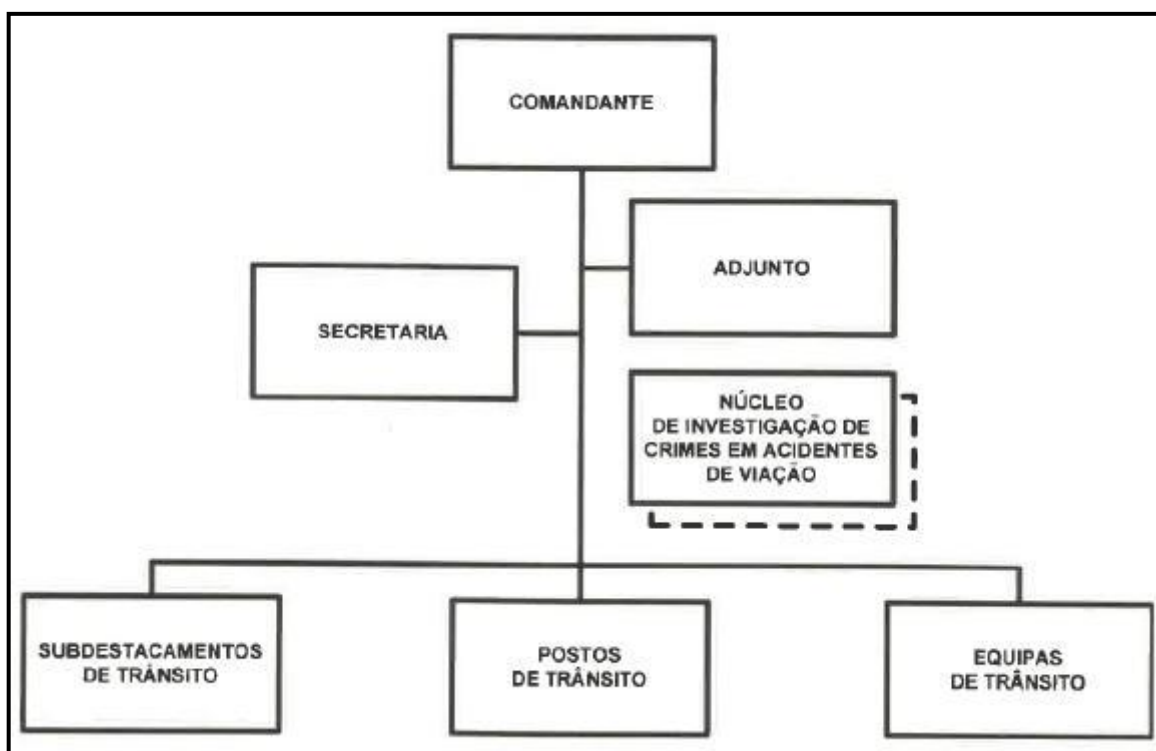 COMANDANTE
ADJUNTO
SECRETARIA
NÚCLEO
DE INVESTIGAÇÃO DE
CRIMES EM ACIDENTES
DE VIAÇÃO
SUBDESTACAMENTOS
DE TRÂNSITO
POSTOS
DE TRÂNSITO
EQUIPAS
DE TRÂNSITO